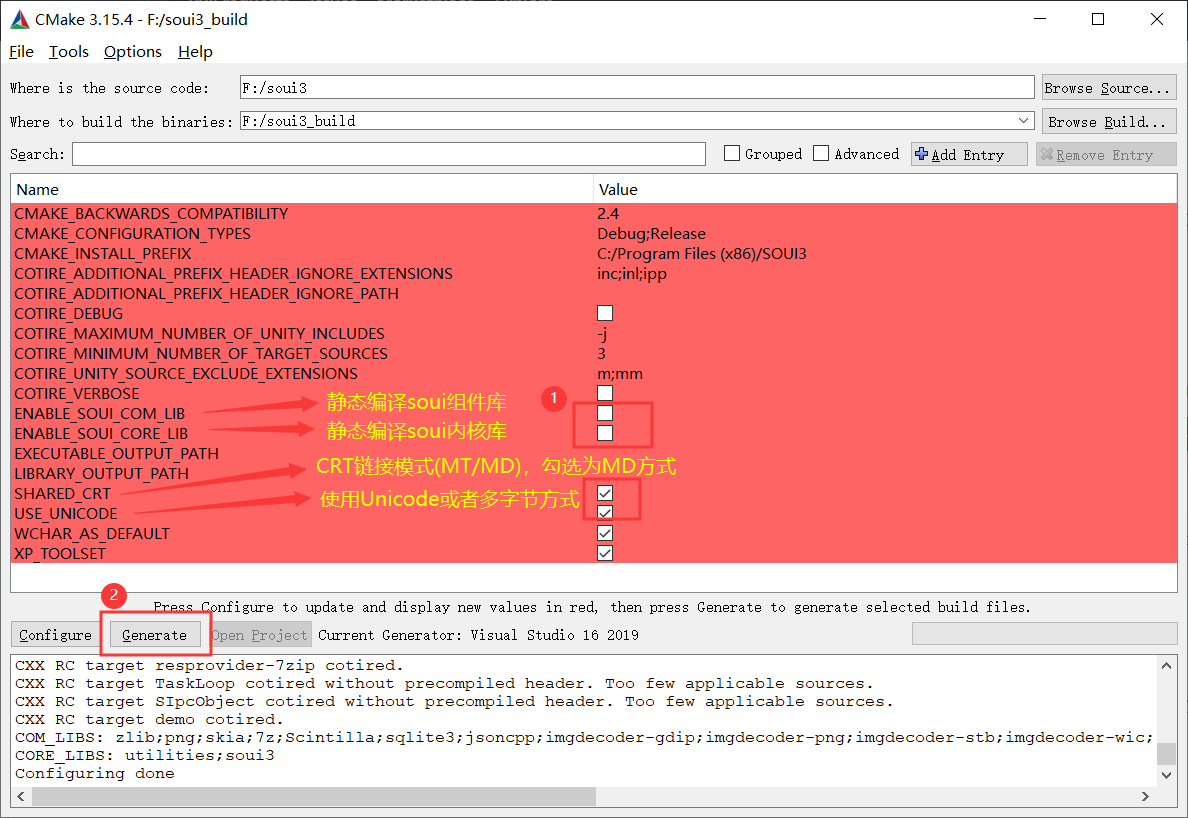 CMake 3.15.4 - F:/soui3_build
File Tools Options Help
Where is the source code: F:/soui3 Browse Source...
Where to build the binaries: F:/soui3_build Browse Build...
Search: Grouped Advanced Add Entry Remove Entry
Name Value
CMAKE_BACKWARDS_COMPATIBILITY 2.4
CMAKE_CONFIGURATION_TYPES Debug;Release
CMAKE_INSTALL_PREFIX C:/Program Files (x86)/SOUI3
COTIRE_ADDITIONAL_PREFIX_HEADER_IGNORE_EXTENSIONS inc;inl;ipp
COTIRE_ADDITIONAL_PREFIX_HEADER_IGNORE_PATH
COTIRE_DEBUG
COTIRE_MAXIMUM_NUMBER_OF_UNITY_INCLUDES -j
COTIRE_MINIMUM_NUMBER_OF_TARGET_SOURCES 3
COTIRE_UNITY_SOURCE_EXCLUDE_EXTENSIONS m;mm
COTIRE_VERBOSE
ENABLE_SOUI_COM_LIB 静态编译soui组件库 1
ENABLE_SOUI_CORE_LIB 静态编译soui内核库
EXECUTABLE_OUTPUT_PATH
LIBRARY_OUTPUT_PATH CRT链接模式(MT/MD)，勾选为MD方式
SHARED_CRT 使用Unicode或者多字节方式
USE_UNICODE
WCHAR_AS_DEFAULT
XP_TOOLSET
2
Press Configure to update and display new values in red, then press Generate to generate selected build files.
Configure Generate Open Project Current Generator: Visual Studio 16 2019
CXX RC target resprovider-7zip cotired.
CXX RC target TaskLoop cotired without precompiled header. Too few applicable sources.
CXX RC target SIpcObject cotired without precompiled header. Too few applicable sources.
CXX RC target demo cotired.
COM_LIBS: zlib;png;skia;7z;Scintilla;sqlite3;jsoncpp;imgdecoder-gdip;imgdecoder-png;imgdecoder-stb;imgdecoder-wic;
CORE_LIBS: utilities;soui3
Configuring done